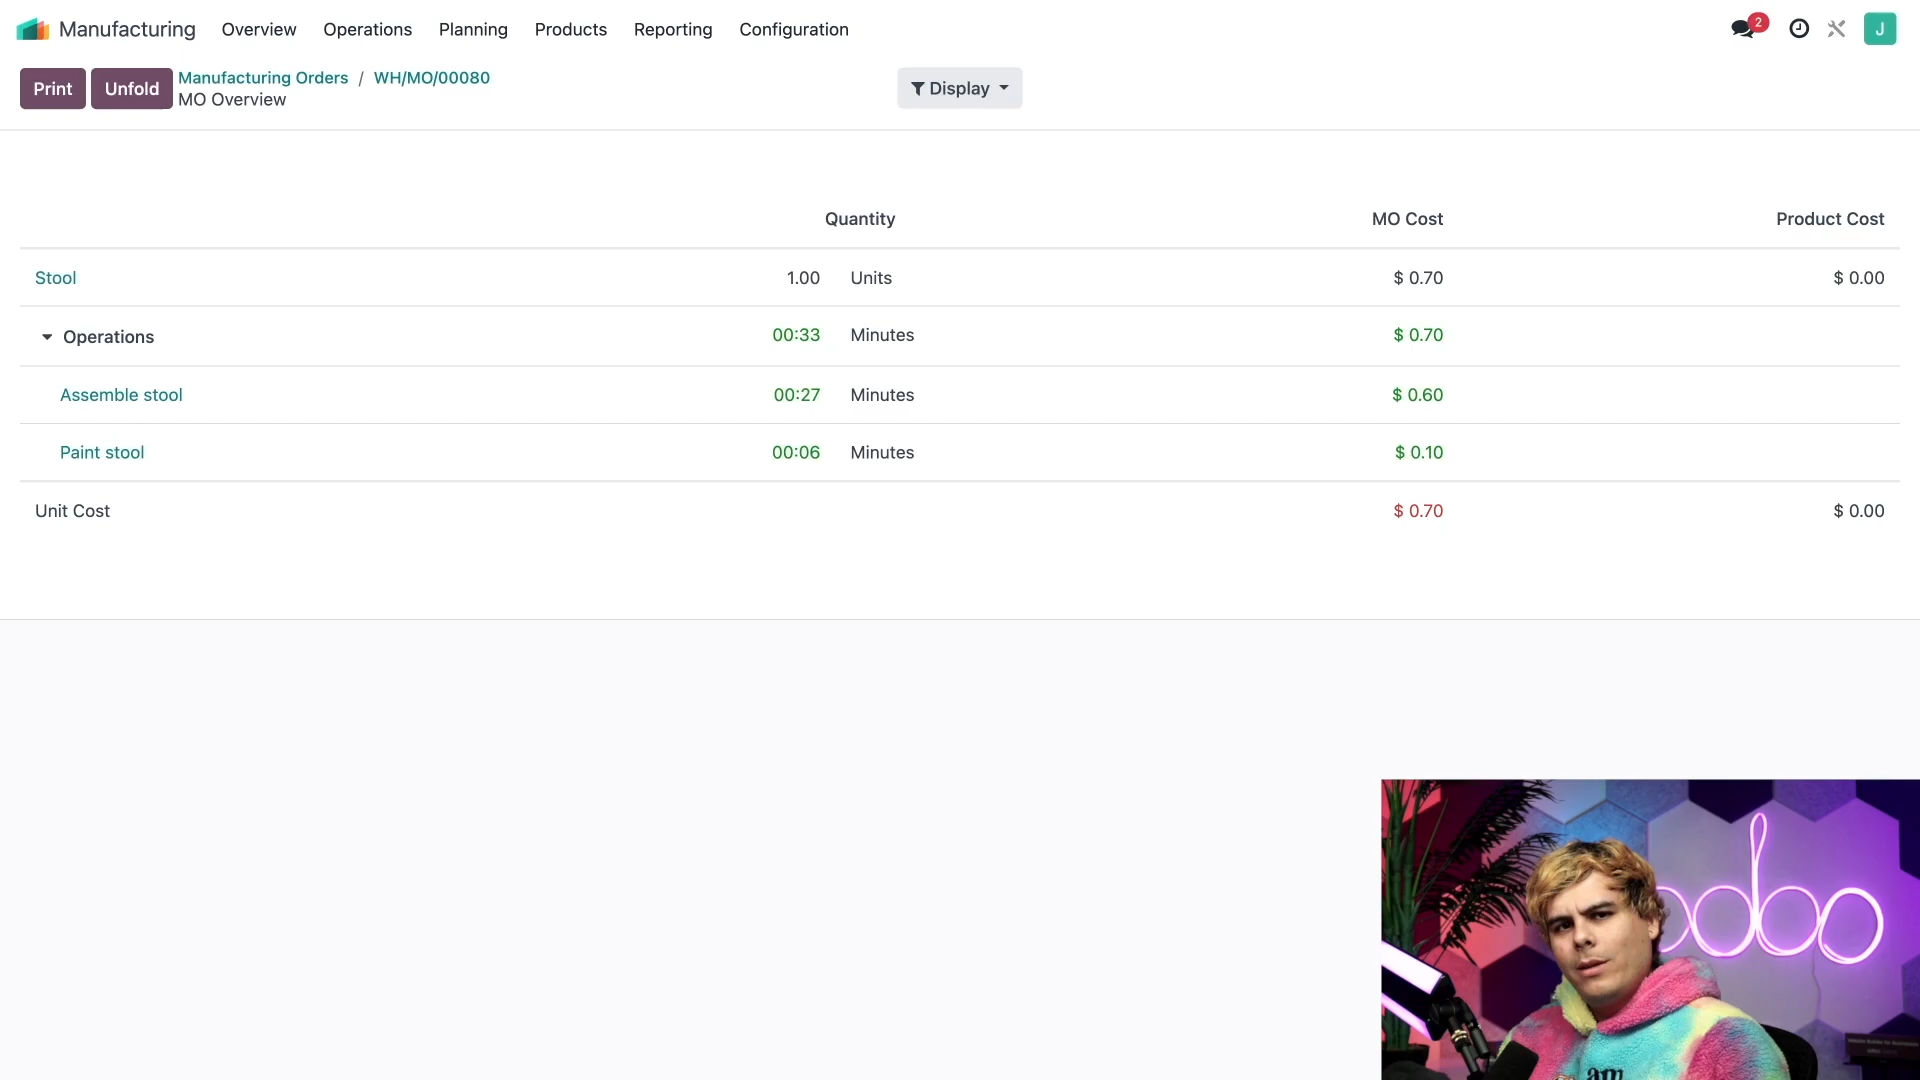 Manufacturing Overview Operations Planning Products Reporting Configuration 2 J
Print Unfold Manufacturing Orders / WH/MO/00080 Display
MO Overview
Quantity MO Cost Product Cost
Stool 1.00 Units $ 0.70 $ 0.00
Operations 00:33 Minutes $ 0.70
Assemble stool 00:27 Minutes $ 0.60
Paint stool 00:06 Minutes $ 0.10
Unit Cost $ 0.70 $ 0.00
odoo
am